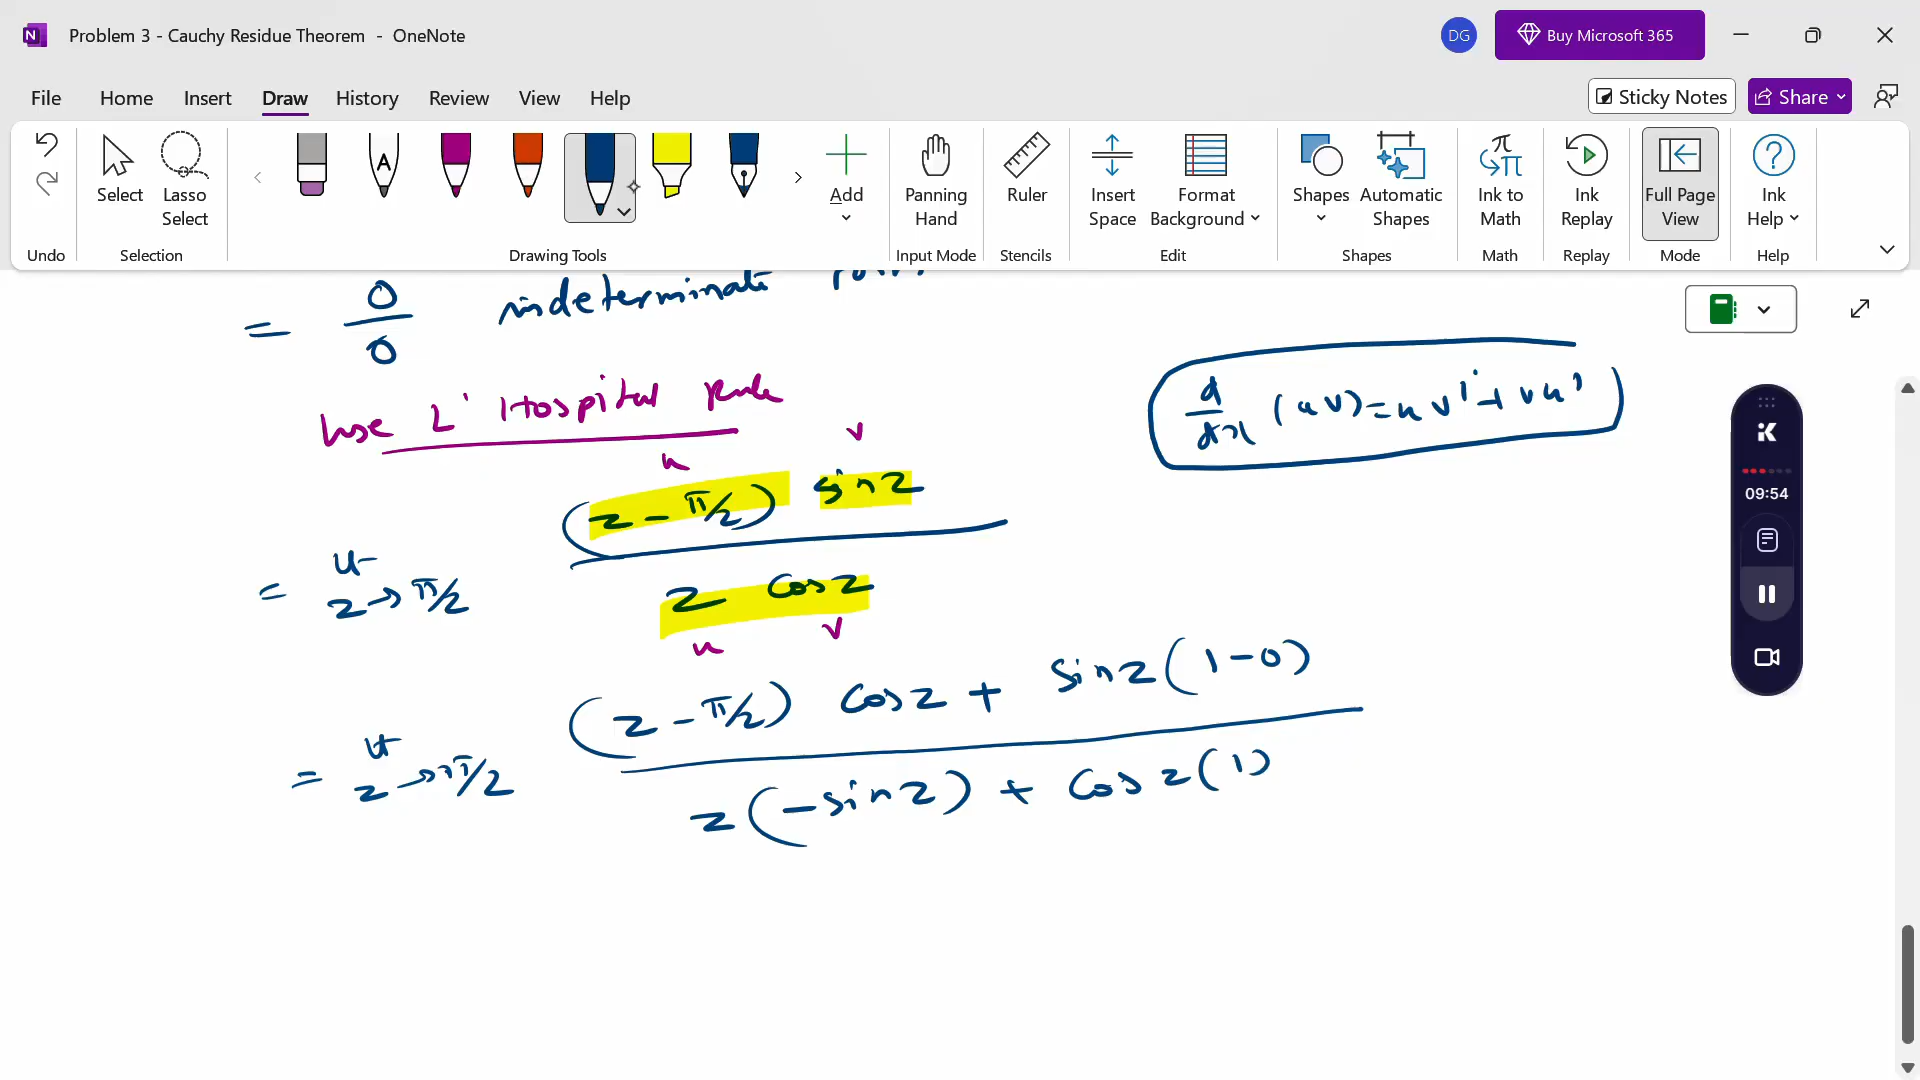 Problem 3 - Cauchy Residue Theorem - OneNote
DG
Buy Microsoft 365
File Home Insert Draw History Review View Help
Sticky Notes
Share
Undo
Select
Lasso Select
Selection
A
Drawing Tools
Add
Panning Hand
Input Mode
Ruler
Stencils
Insert Space
Format Background
Edit
Shapes
Automatic Shapes
Shapes
Ink to Math
Math
Ink Replay
Replay
Full Page View
Mode
Ink Help
Help
= 0/0 indeterminate
Use L' Hospital Rule
d/dx (uv) = uv' + vu'
u v
= Lt z→π/2 (z - π/2) sin z / z cos z
u v
= Lt z→π/2 (z - π/2) cos z + sin z (1-0) / z(-sin z) + cos z (1)
09:54